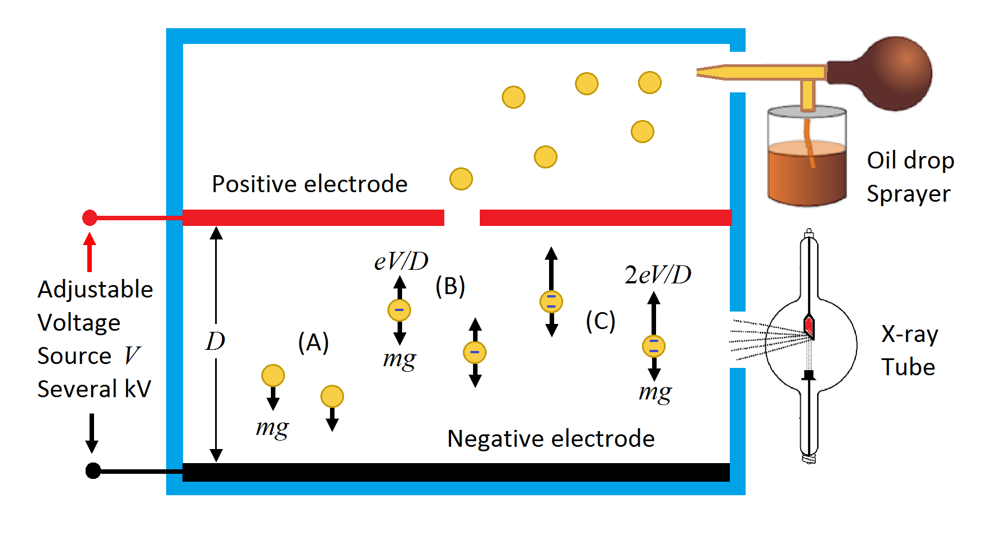 Oil drop
Sprayer
Positive electrode
Adjustable
Voltage
Source V
Several kV
D
eV/D
(B)
2eV/D
(A)
(C)
mg
mg
mg
X-ray
Tube
Negative electrode